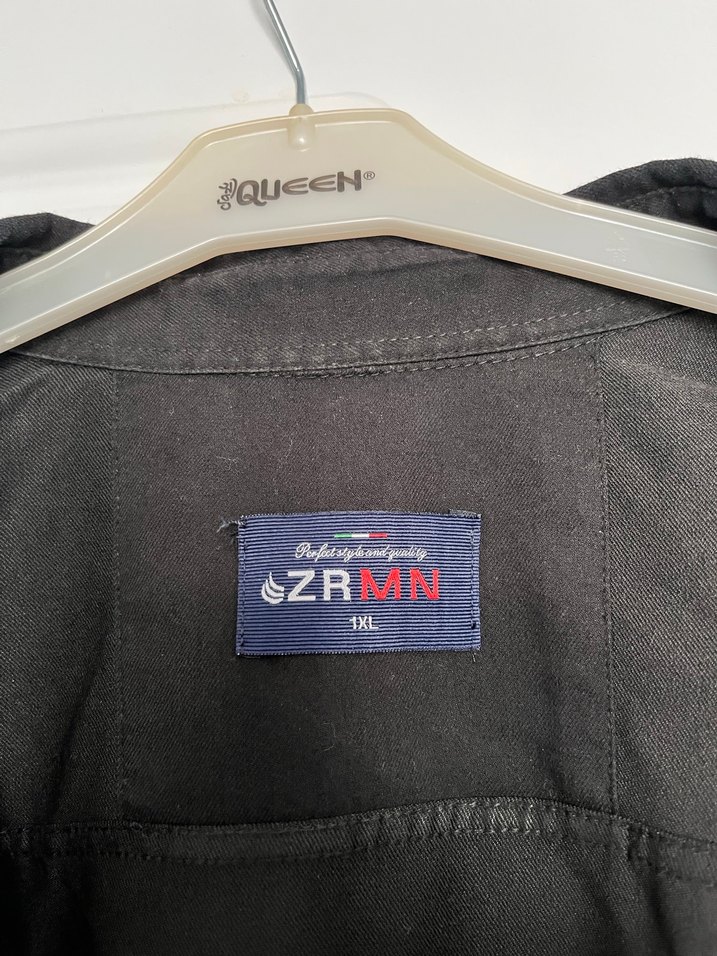 QUEEN®
Perfect style and quality
ZRMN
1XL